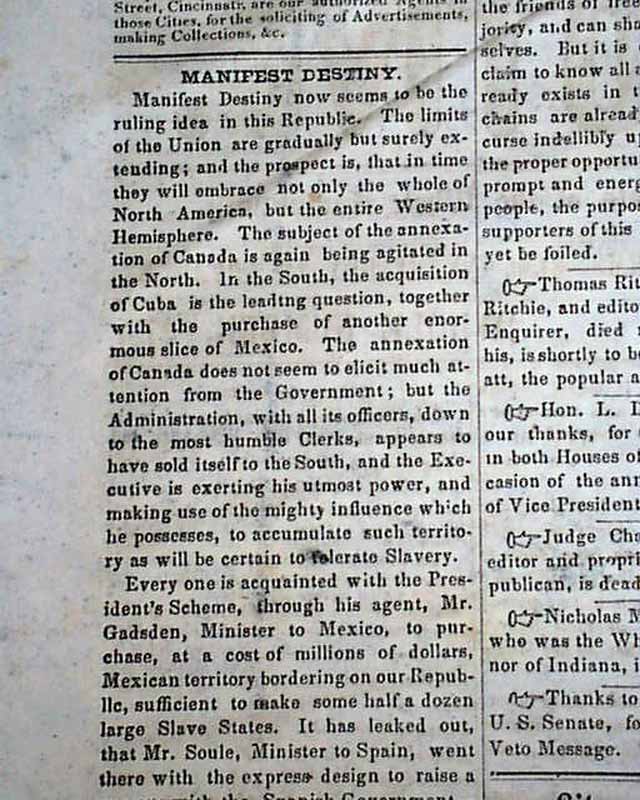 Street, Cincinnati, are our authorized Agents in
those Cities, for the soliciting of Advertisements,
making Collections, &c.
MANIFEST DESTINY.
Manifest Destiny now seems to be the
ruling idea in this Republic. The limits
of the Union are gradually but surely ex-
tending; and the prospect is, that in time
they will embrace not only the whole of
North America, but the entire Western
Hemisphere. The subject of the annexa-
tion of Canada is again being agitated in
the North. In the South, the acquisition
of Cuba is the leadtng question, together
with the purchase of another enor-
mous slice of Mexico. The annexation
of Canada does not seem to elicit much at-
tention from the Government; but the
Administration, with all its officers, down
to the most humble Clerks, appears to
have sold itself to the South, and the Exe-
cutive is exerting his utmost power, and
making use of the mighty influence which
he possesses, to accumulate such territo-
ry as will be certain to tolerate Slavery.
Every one is acquainted with the Pres-
ident's Scheme, through his agent, Mr.
Gadsden, Minister to Mexico, to pur-
chase, at a cost of millions of dollars,
Mexican territory bordering on our Repub-
lic, sufficient to make some half a dozen
large Slave States. It has leaked out,
that Mr. Soule, Minister to Spain, went
there with the express design to raise a
with the Spanish Government
the friends of
jority, and can
selves. But it is
claim to know all
ready exists in
chains are
curse indellibly
the proper
prompt and
people, the
supporters of this
yet be foiled.
☞Thomas
Ritchie, and
Enquirer, died
his, is shortly to
att, the popular
☞Hon. L.
our thanks, for
in both Houses
casion of the
of Vice President
☞Judge
editor and
publican, is
☞Nicholas
who was the
nor of Indiana,
☞Thanks to
U. S. Senate,
Veto Message.